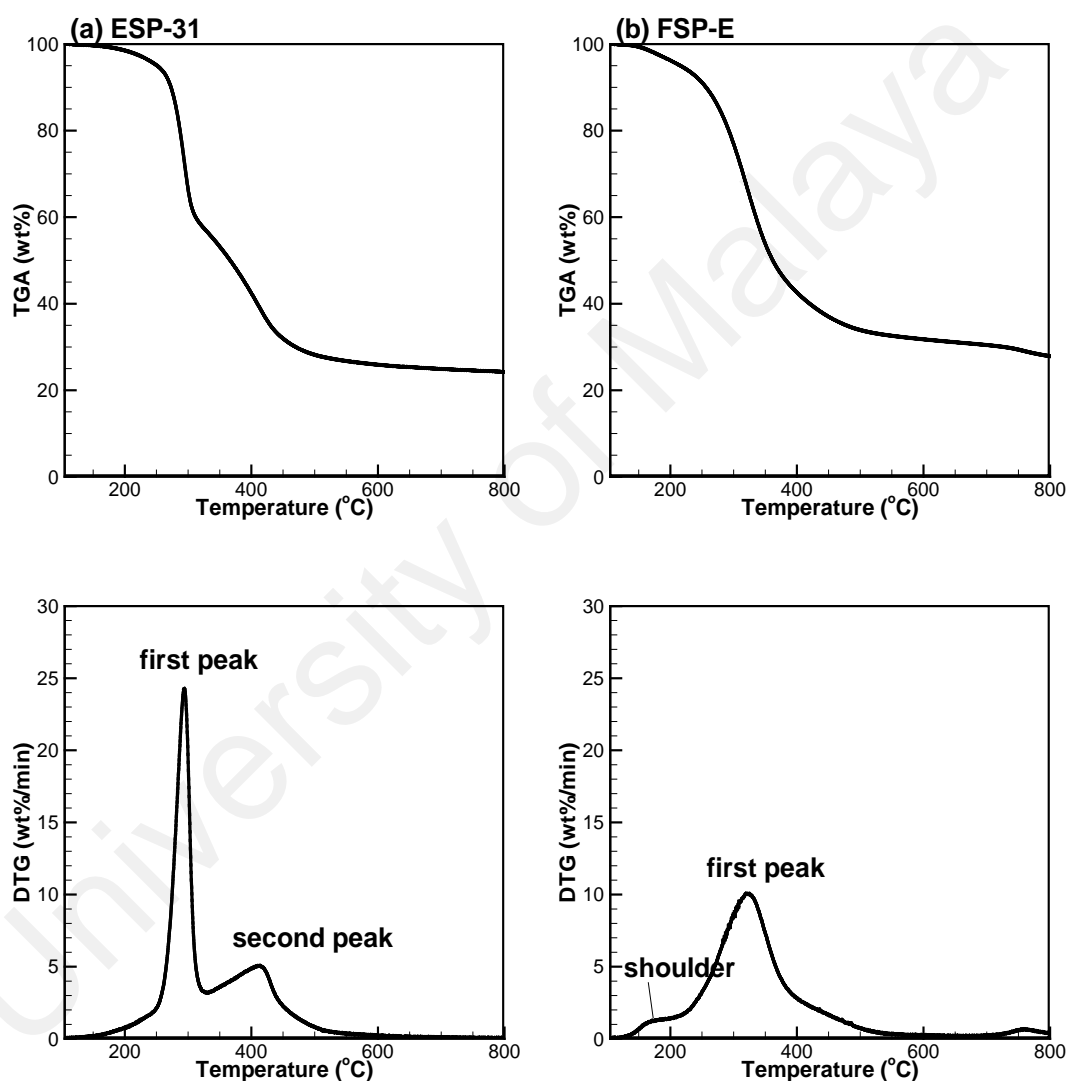 (a) ESP-31
100
80
60
40
20
0
TGA (wt%)
200
400
600
800
Temperature (°C)
(b) FSP-E
100
80
60
40
20
0
TGA (wt%)
200
400
600
800
Temperature (°C)
30
25
20
15
10
5
0
DTG (wt%/min)
first peak
second peak
200
400
600
800
Temperature (°C)
30
25
20
15
10
5
0
DTG (wt%/min)
first peak
shoulder
200
400
600
800
Temperature (°C)
University of Malaya